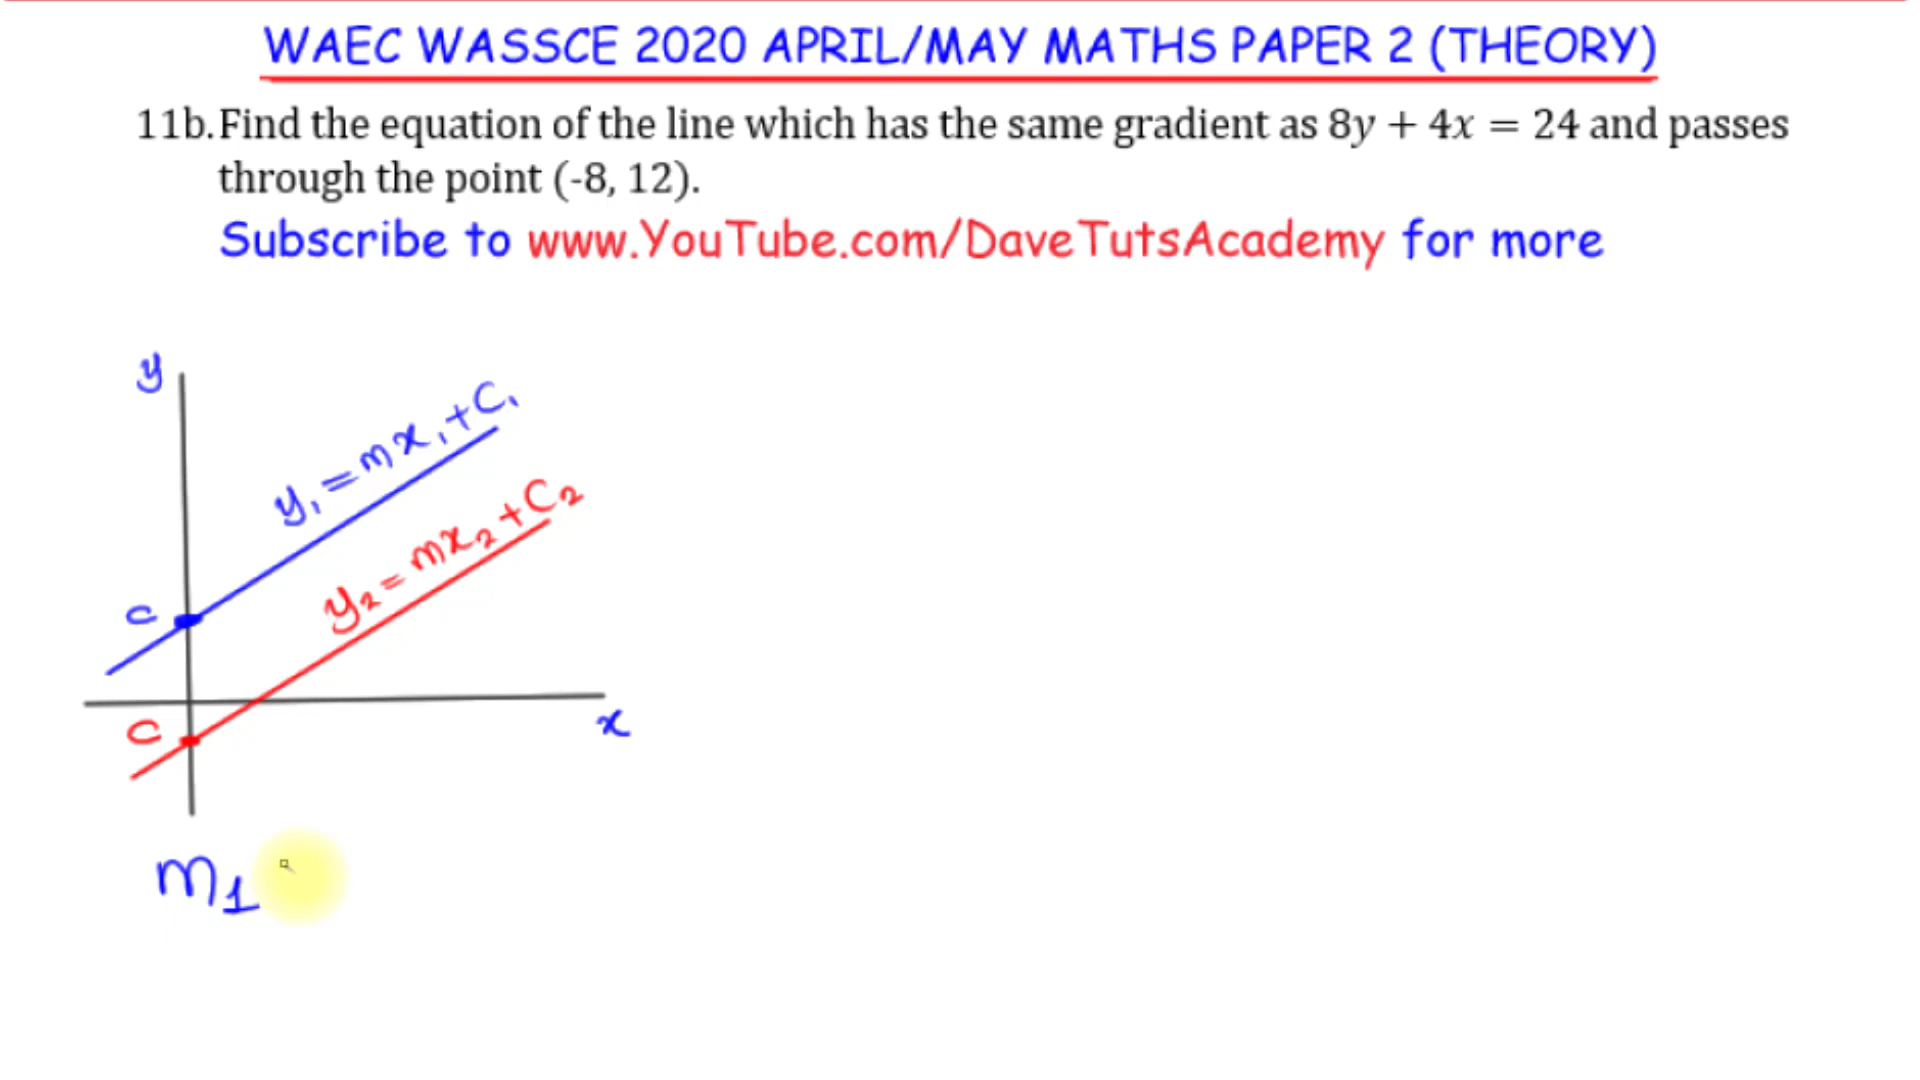 WAEC WASSCE 2020 APRIL/MAY MATHS PAPER 2 (THEORY)
11b. Find the equation of the line which has the same gradient as 8y + 4x = 24 and passes
through the point (-8, 12).
Subscribe to www.YouTube.com/DaveTutsAcademy for more
y
y₁ = mx₁ + C₁
y₂ = mx₂ + C₂
c
c
x
m₁